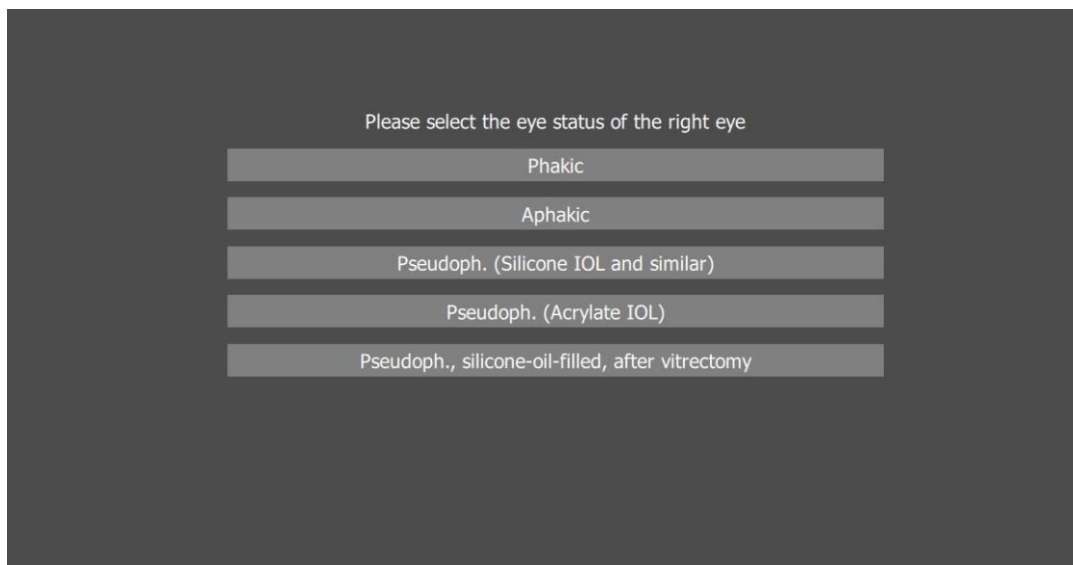 Please select the eye status of the right eye
Phakic
Aphakic
Pseudoph. (Silicone IOL and similar)
Pseudoph. (Acrylate IOL)
Pseudoph., silicone-oil-filled, after vitrectomy